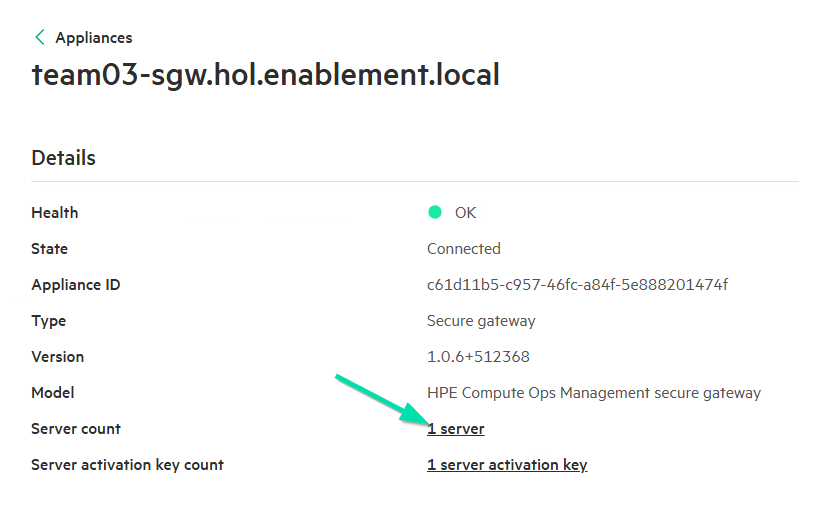 Appliances
team03-sgw.hol.enablement.local
Details
Health OK
State Connected
Appliance ID c61d11b5-c957-46fc-a84f-5e888201474f
Type Secure gateway
Version 1.0.6+512368
Model HPE Compute Ops Management secure gateway
Server count 1 server
Server activation key count 1 server activation key